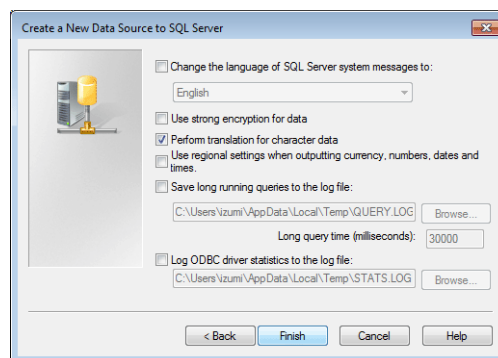 Create a New Data Source to SQL Server
Change the language of SQL Server system messages to:
English
Use strong encryption for data
Perform translation for character data
Use regional settings when outputting currency, numbers, dates and
times.
Save long running queries to the log file:
C:\Users\izumi\AppData\Local\Temp\QUERY.LOG
Browse...
Long query time (milliseconds):
30000
Log ODBC driver statistics to the log file:
C:\Users\izumi\AppData\Local\Temp\STATS.LOG
Browse...
< Back
Finish
Cancel
Help